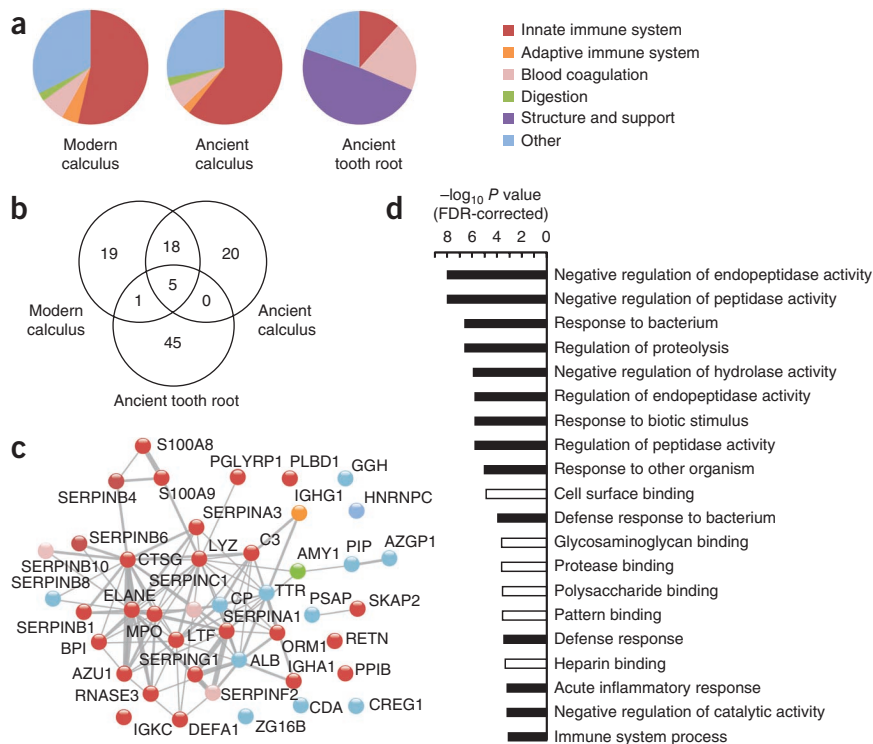 a
Modern
calculus
Ancient
calculus
Ancient
tooth root
Innate immune system
Adaptive immune system
Blood coagulation
Digestion
Structure and support
Other
b
19
18
20
5
1
0
45
Modern
calculus
Ancient
calculus
Ancient tooth root
c
S100A8
S100A9
SERPINB4
PGLYRP1
PLBD1
GGH
SERPINA3
IGHG1
HNRNPC
SERPINB6
LYZ
C3
CTSG
AMY1
PIP
AZGP1
SERPINB10
SERPINC1
SERPINB8
TTR
ELANE
CP
PSAP
SKAP2
SERPINA1
SERPINB1
MPO
LTF
BPI
ORM1
RETN
SERPING1
ALB
AZU1
IGHA1
PPIB
RNASE3
SERPINF2
CDA
CREG1
IGKC
DEFA1
ZG16B
d
–log10 P value
(FDR-corrected)
8 6 4 2 0
Negative regulation of endopeptidase activity
Negative regulation of peptidase activity
Response to bacterium
Regulation of proteolysis
Negative regulation of hydrolase activity
Regulation of endopeptidase activity
Response to biotic stimulus
Regulation of peptidase activity
Response to other organism
Cell surface binding
Defense response to bacterium
Glycosaminoglycan binding
Protease binding
Polysaccharide binding
Pattern binding
Defense response
Heparin binding
Acute inflammatory response
Negative regulation of catalytic activity
Immune system process